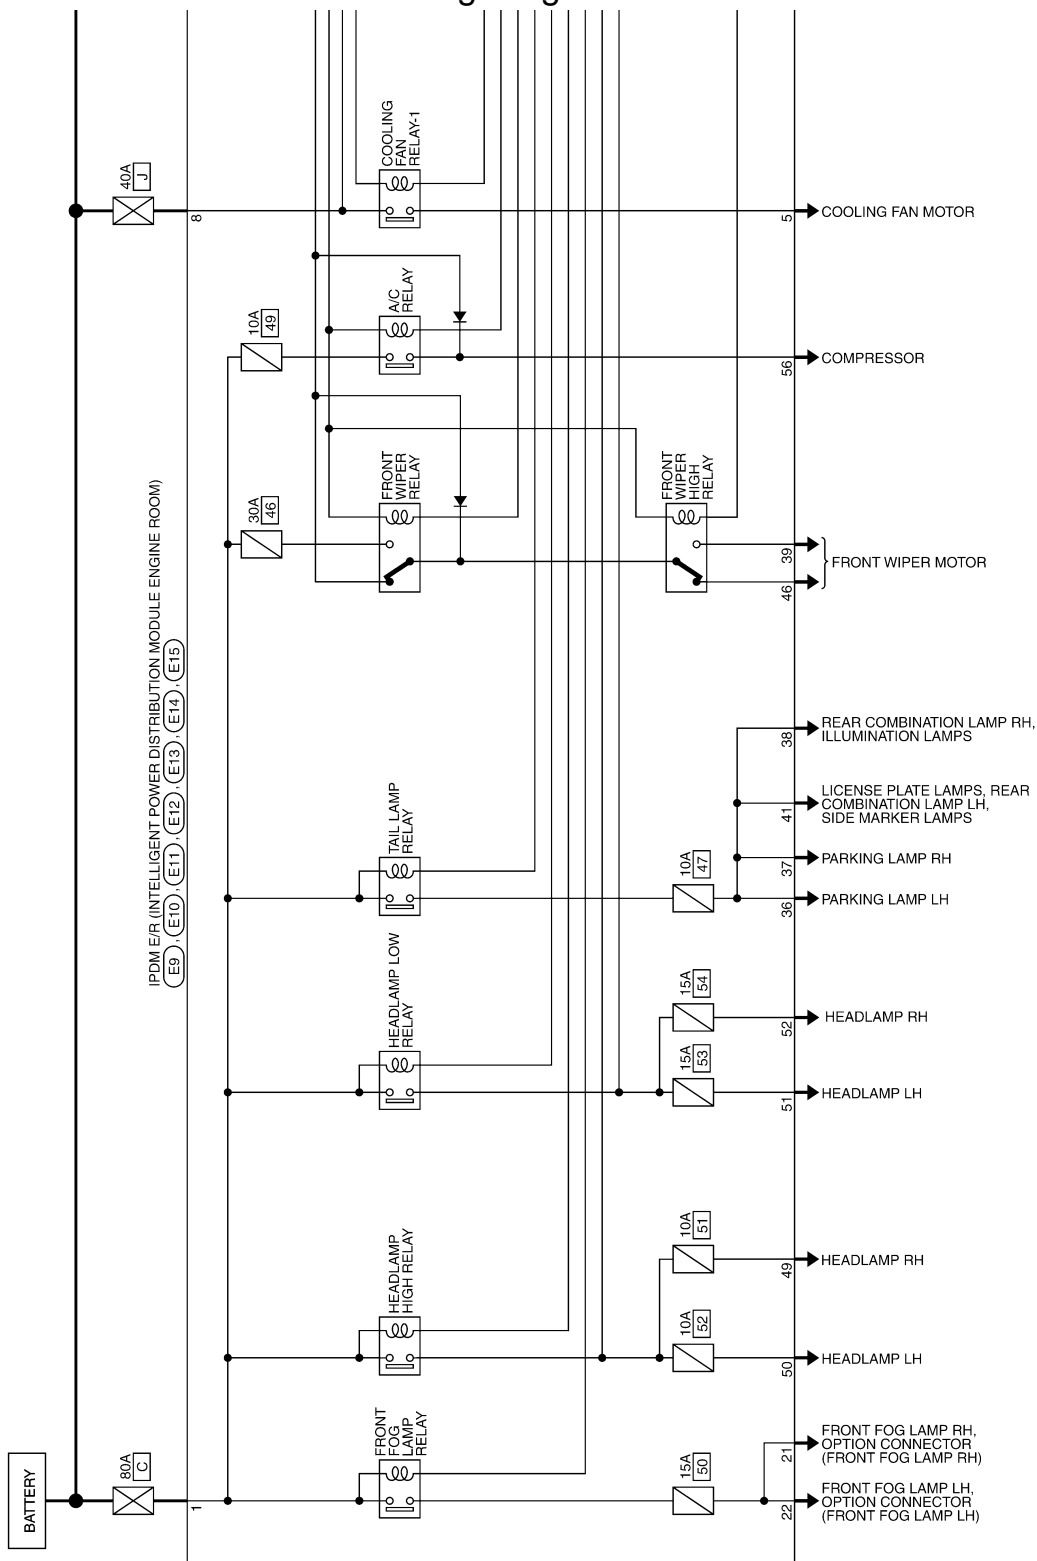 COOLING
FAN
RELAY-1
40A
J
8
5
COOLING FAN MOTOR
A/C
RELAY
10A
49
56
COMPRESSOR
FRONT
WIPER
RELAY
FRONT
WIPER
HIGH
RELAY
30A
46
39
46
FRONT WIPER MOTOR
IPDM E/R (INTELLIGENT POWER DISTRIBUTION MODULE ENGINE ROOM)
E9 , E10 , E11 , E12 , E13 , E14 , E15
38
REAR COMBINATION LAMP RH,
ILLUMINATION LAMPS
41
LICENSE PLATE LAMPS, REAR
COMBINATION LAMP LH,
SIDE MARKER LAMPS
TAIL LAMP
RELAY
10A
47
37
PARKING LAMP RH
36
PARKING LAMP LH
HEADLAMP LOW
RELAY
15A
54
52
HEADLAMP RH
15A
53
51
HEADLAMP LH
HEADLAMP
HIGH RELAY
10A
51
49
HEADLAMP RH
10A
52
50
HEADLAMP LH
FRONT
FOG
LAMP
RELAY
15A
50
21
FRONT FOG LAMP RH,
OPTION CONNECTOR
(FRONT FOG LAMP RH)
22
FRONT FOG LAMP LH,
OPTION CONNECTOR
(FRONT FOG LAMP LH)
BATTERY
80A
C
1